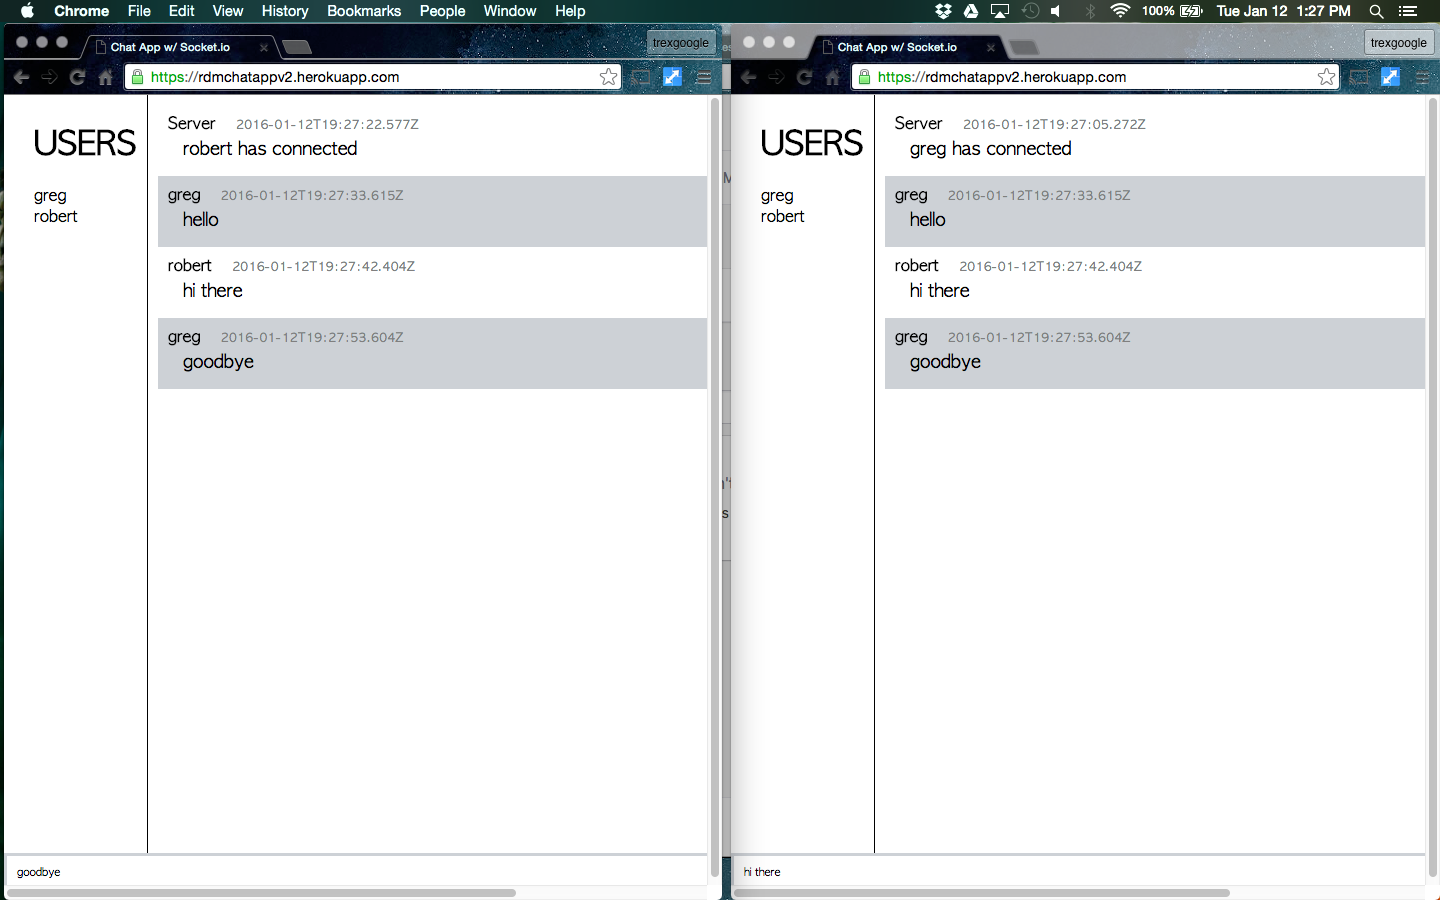 Chrome File Edit View History Bookmarks People Window Help 100% Tue Jan 12 1:27 PM
Chat App w/ Socket.io trexgoogle
https://rdmchatappv2.herokuapp.com
USERS
greg
robert
Server 2016-01-12T19:27:22.577Z
robert has connected
greg 2016-01-12T19:27:33.615Z
hello
robert 2016-01-12T19:27:42.404Z
hi there
greg 2016-01-12T19:27:53.604Z
goodbye
goodbye
Chat App w/ Socket.io trexgoogle
https://rdmchatappv2.herokuapp.com
USERS
greg
robert
Server 2016-01-12T19:27:05.272Z
greg has connected
greg 2016-01-12T19:27:33.615Z
hello
robert 2016-01-12T19:27:42.404Z
hi there
greg 2016-01-12T19:27:53.604Z
goodbye
hi there